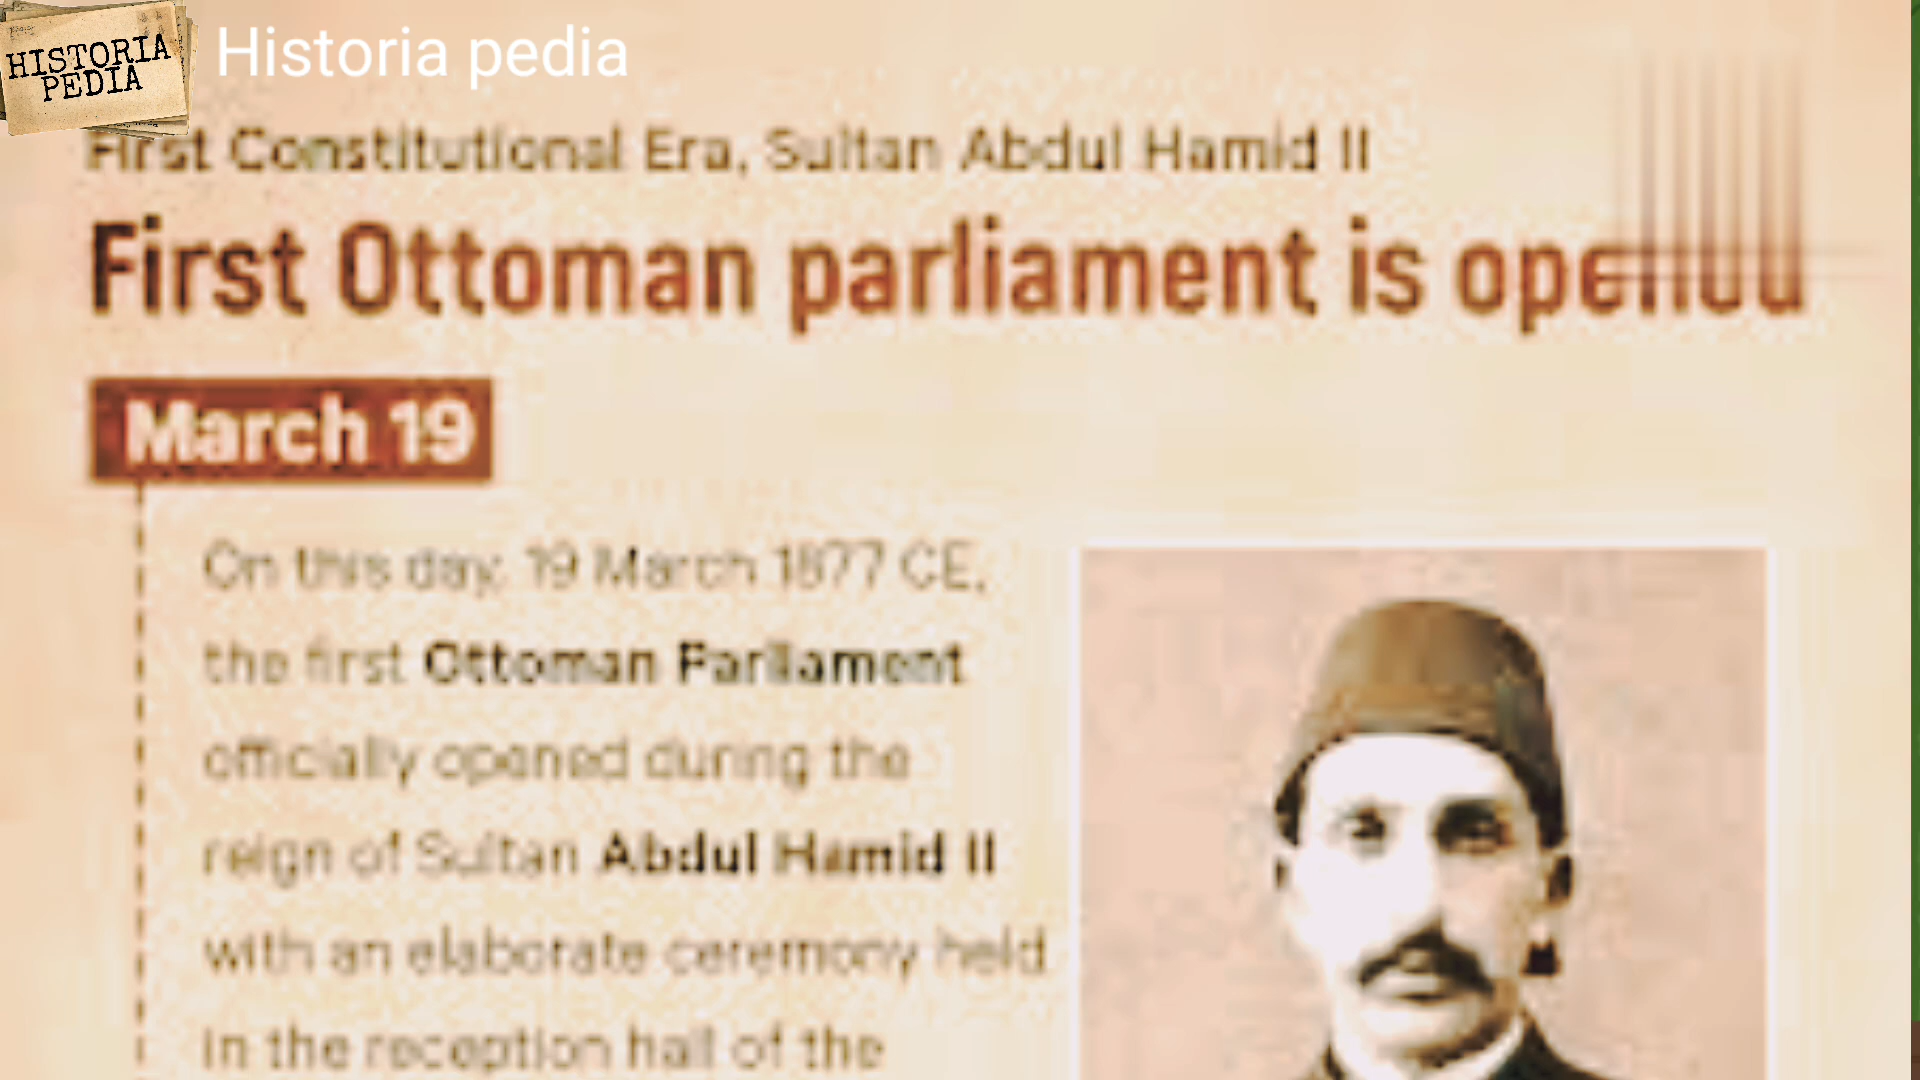 HISTORIA
PEDIA
Historia pedia
First Constitutional Era, Sultan Abdul Hamid II
First Ottoman parliament is opened
March 19
On this day, 19 March 1877 CE,
the first Ottoman Parliament
officially opened during the
reign of Sultan Abdul Hamid II
with an elaborate ceremony held
in the reception hall of the